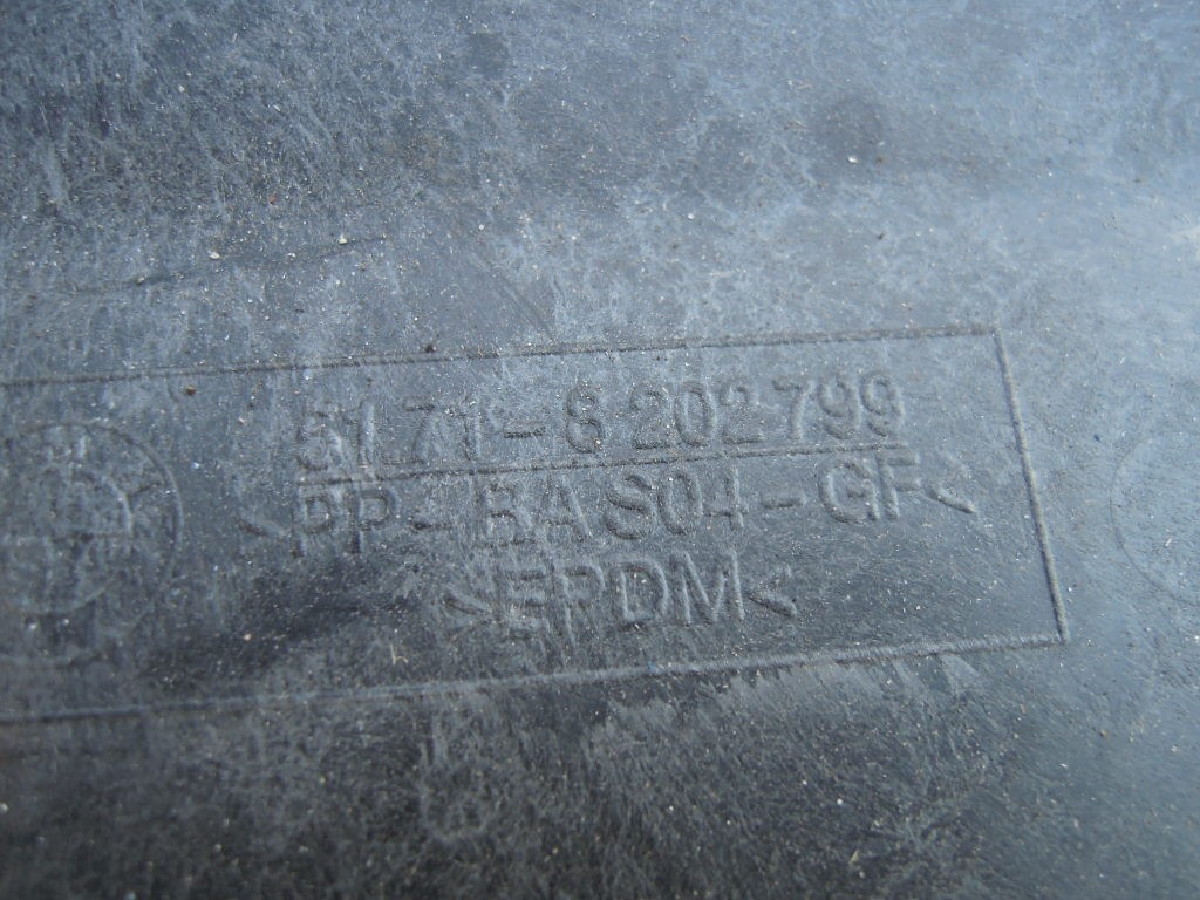 51.71-8 202 799
>PP-BAS04-GF<
>EPDM<